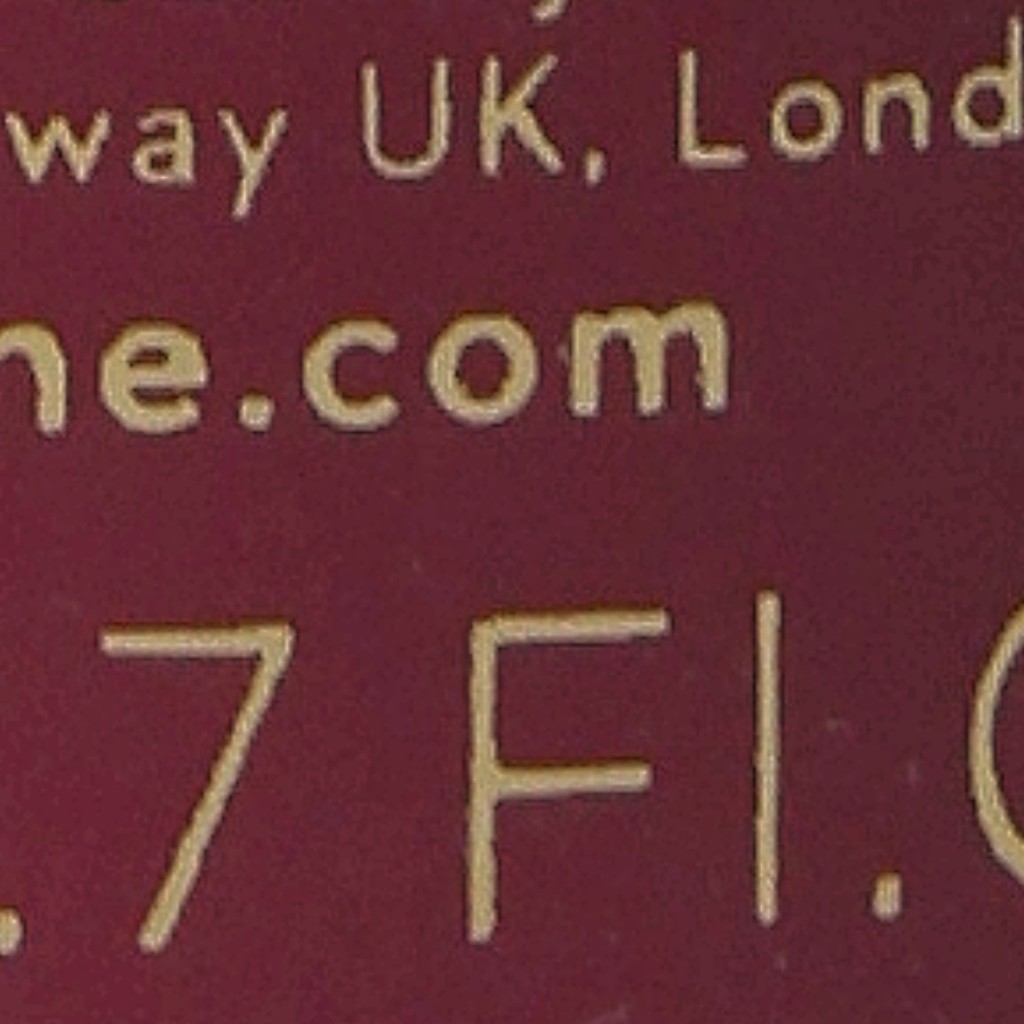 way UK, Lond
ne.com
.7 Fl.